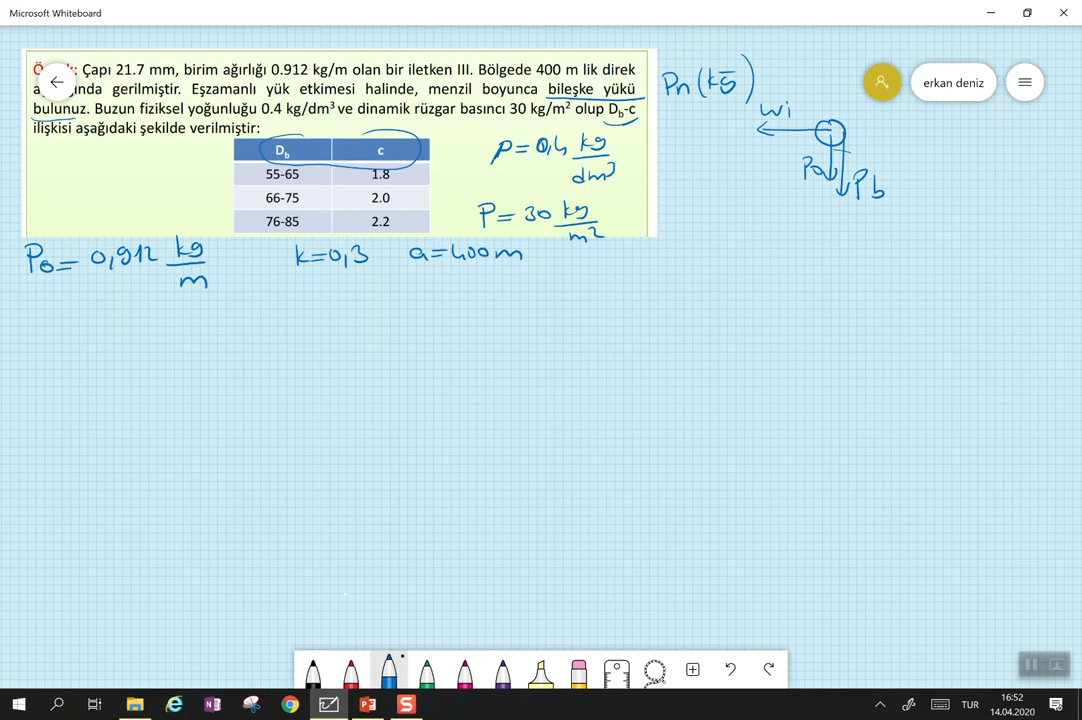 Microsoft Whiteboard
Çapı 21.7 mm, birim ağırlığı 0.912 kg/m olan bir iletken III. Bölgede 400 m lik direk
nda gerilmiştir. Eşzamanlı yük etkimesi halinde, menzil boyunca bileşke yükü
bulunuz. Buzun fiziksel yoğunluğu 0.4 kg/dm³ ve dinamik rüzgar basıncı 30 kg/m² olup Db-c
ilişkisi aşağıdaki şekilde verilmiştir:
Db c
55-65 1.8
66-75 2.0
76-85 2.2
ρ = 0,4 kg/dm³
P = 30 kg/m²
Pn (kg)
wi
Po
Pb
erkan deniz
Po = 0,912 kg/m k=0,3 a=400m
16:52
TUR
14.04.2020